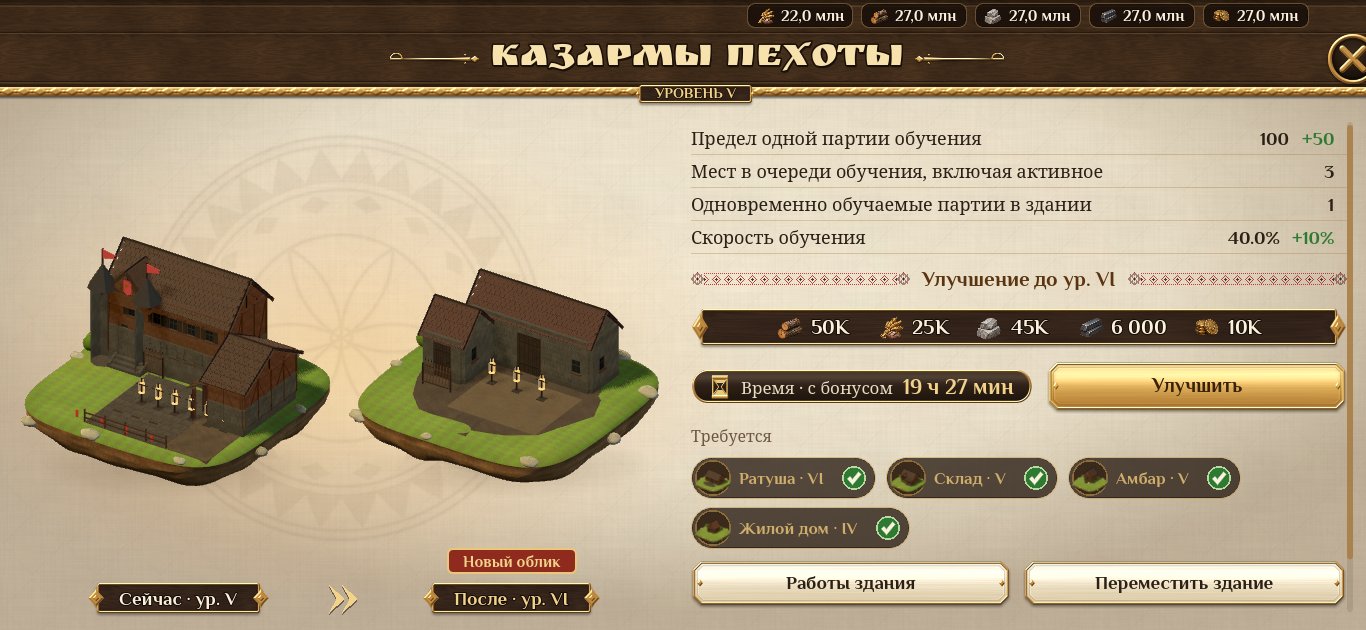 22,0 млн 27,0 млн 27,0 млн 27,0 млн 27,0 млн
КАЗАРМЫ ПЕХОТЫ
УРОВЕНЬ V
Предел одной партии обучения 100 +50
Мест в очереди обучения, включая активное 3
Одновременно обучаемые партии в здании 1
Скорость обучения 40.0% +10%
Улучшение до ур. VI
50K 25K 45K 6 000 10K
Время · с бонусом 19 ч 27 мин
Улучшить
Требуется
Ратуша · VI
Склад · V
Амбар · V
Жилой дом · IV
Новый облик
Сейчас · ур. V
После · ур. VI
Работы здания
Переместить здание